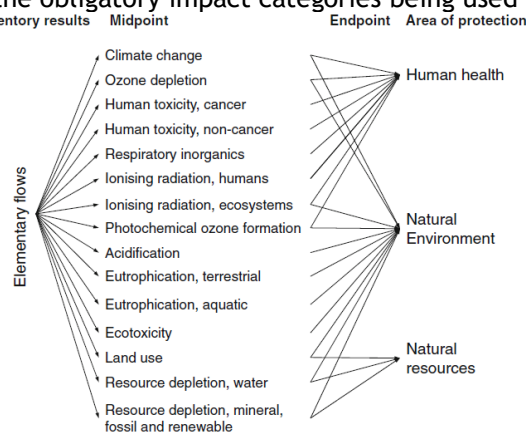 the obligatory impact categories being used
entory results Midpoint Endpoint Area of protection
Climate change
Ozone depletion
Human toxicity, cancer
Human toxicity, non-cancer
Respiratory inorganics
Ionising radiation, humans
Ionising radiation, ecosystems
Photochemical ozone formation
Acidification
Eutrophication, terrestrial
Eutrophication, aquatic
Ecotoxicity
Land use
Resource depletion, water
Resource depletion, mineral,
fossil and renewable
Elementary flows
Human health
Natural
Environment
Natural
resources